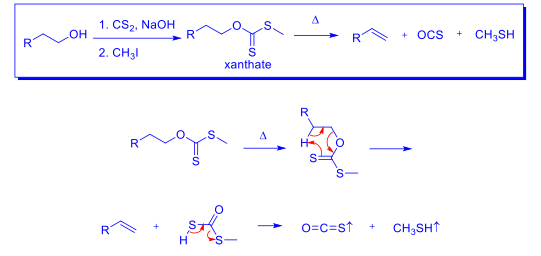 R OH 1. CS2, NaOH 2. CH3I R O S S xanthate Δ R + OCS + CH3SH
R O S S Δ R H O S S
R + O S H S O=C=S↑ + CH3SH↑